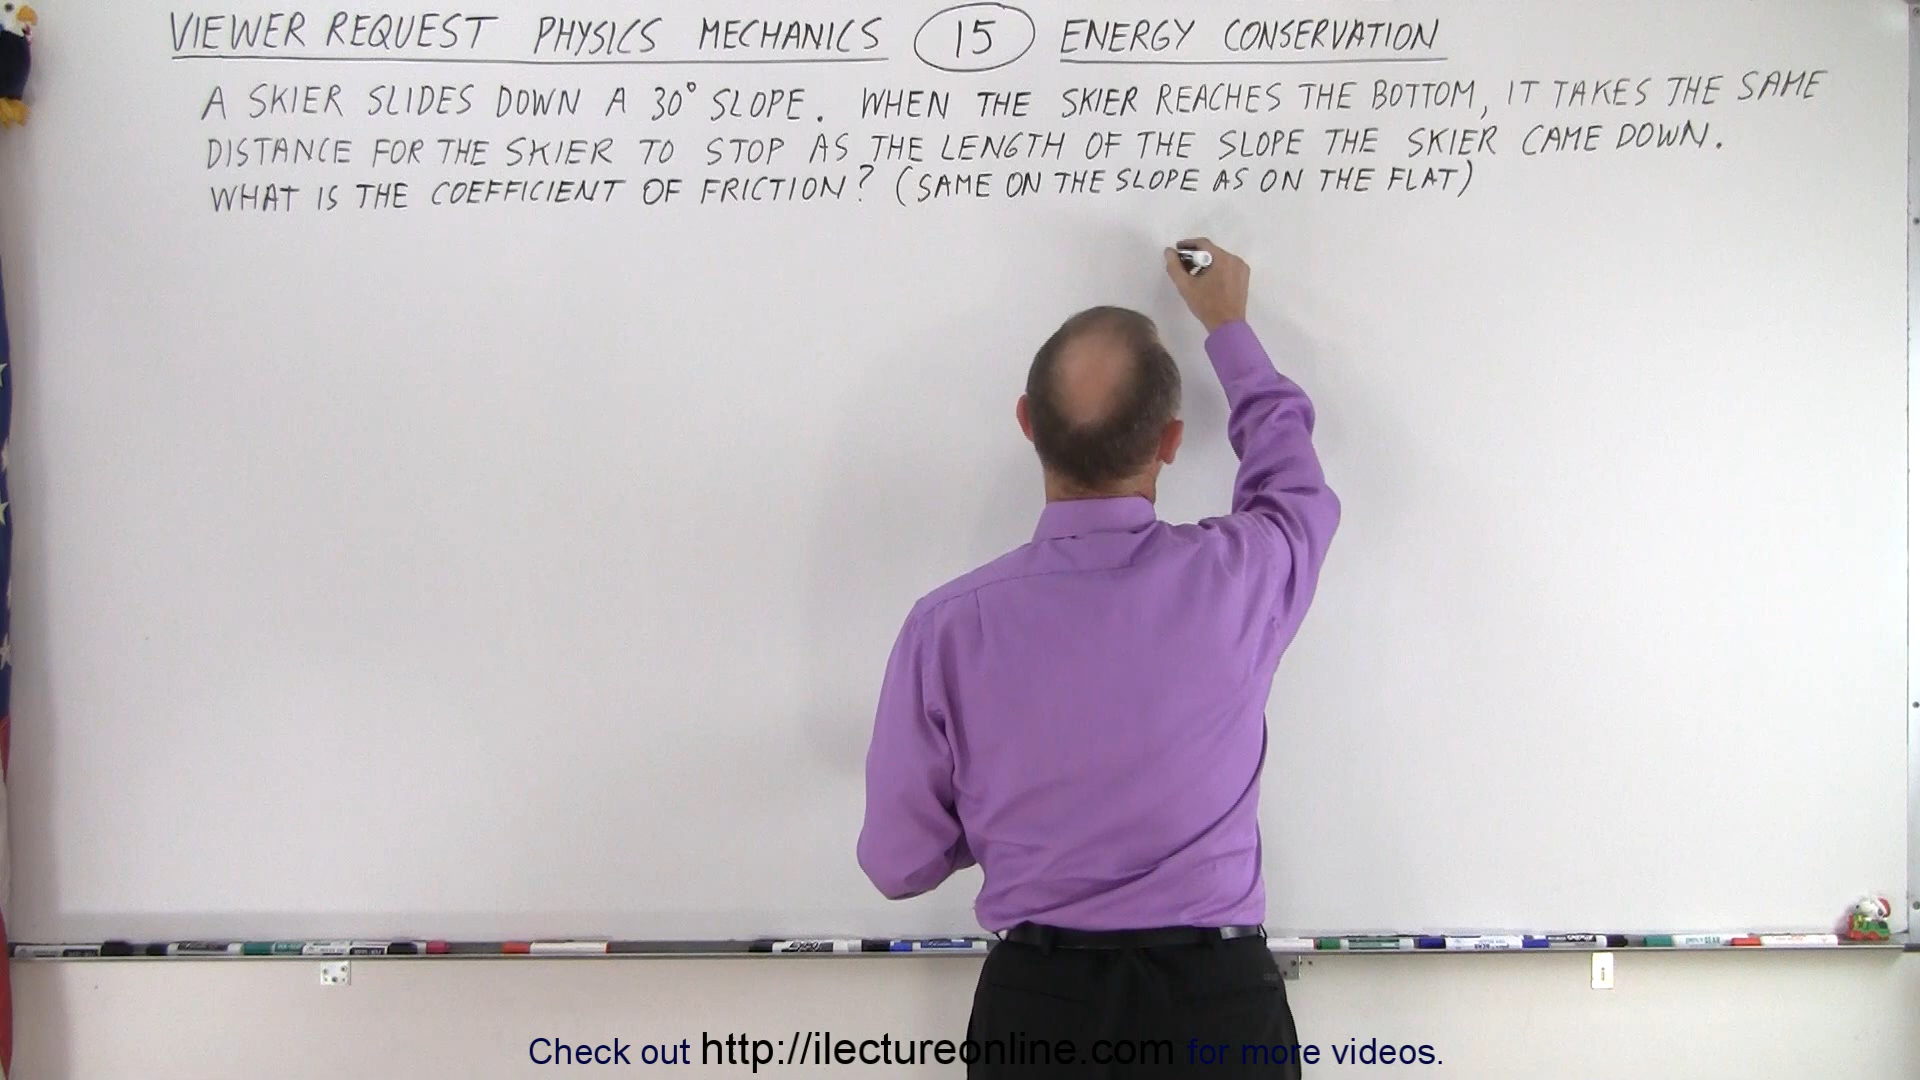 VIEWER REQUEST PHYSICS MECHANICS 15 ENERGY CONSERVATION
A SKIER SLIDES DOWN A 30° SLOPE. WHEN THE SKIER REACHES THE BOTTOM, IT TAKES THE SAME
DISTANCE FOR THE SKIER TO STOP AS THE LENGTH OF THE SLOPE THE SKIER CAME DOWN.
WHAT IS THE COEFFICIENT OF FRICTION? (SAME ON THE SLOPE AS ON THE FLAT)
Check out http://ilectureonline.com for more videos.